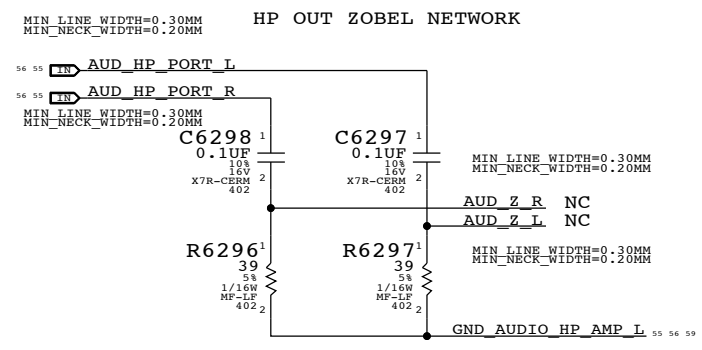 HP OUT ZOBEL NETWORK
MIN_LINE_WIDTH=0.30MM
MIN_NECK_WIDTH=0.20MM
56 55 IN AUD_HP_PORT_L
56 55 IN AUD_HP_PORT_R
MIN_LINE_WIDTH=0.30MM
MIN_NECK_WIDTH=0.20MM
C6298 1
0.1UF
10%
16V
X7R-CERM 2
402
C6297 1
0.1UF
10%
16V
X7R-CERM 2
402
MIN_LINE_WIDTH=0.30MM
MIN_NECK_WIDTH=0.20MM
AUD_Z_R NC
AUD_Z_L NC
MIN_LINE_WIDTH=0.30MM
MIN_NECK_WIDTH=0.20MM
R6296 1
39
5%
1/16W
MF-LF
402 2
R6297 1
39
5%
1/16W
MF-LF
402 2
GND_AUDIO_HP_AMP_L 55 56 59